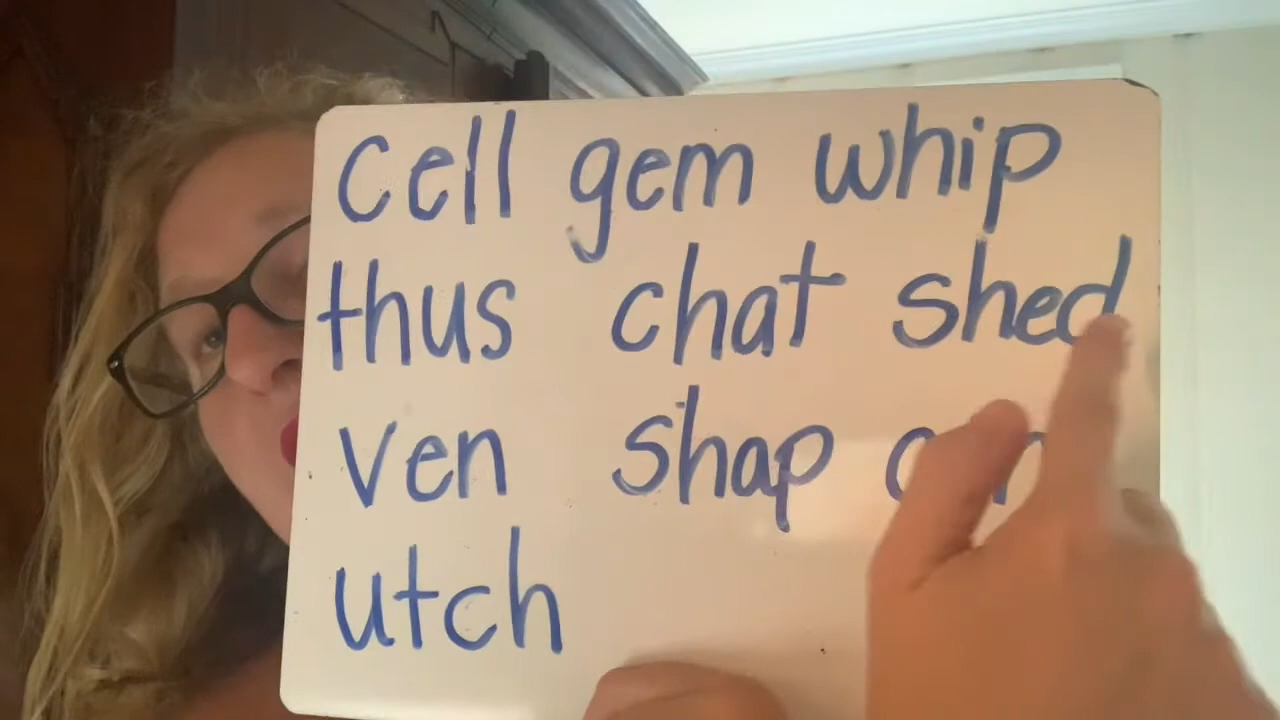 cell gem whip
thus chat shed
ven shap
utch